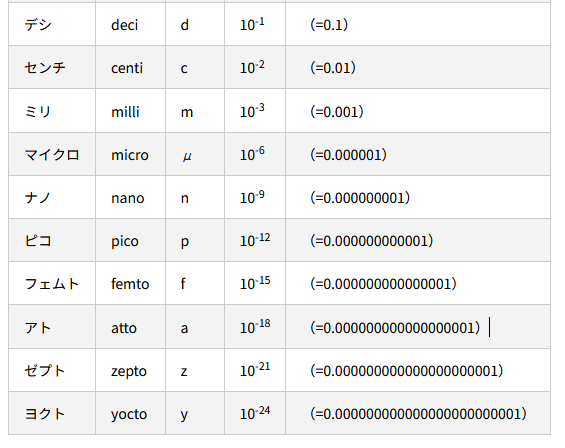 デシ deci d 10⁻¹ （=0.1）
センチ centi c 10⁻² （=0.01）
ミリ milli m 10⁻³ （=0.001）
マイクロ micro μ 10⁻⁶ （=0.000001）
ナノ nano n 10⁻⁹ （=0.000000001）
ピコ pico p 10⁻¹² （=0.000000000001）
フェムト femto f 10⁻¹⁵ （=0.000000000000001）
アト atto a 10⁻¹⁸ （=0.000000000000000001）
ゼプト zepto z 10⁻²¹ （=0.000000000000000000001）
ヨクト yocto y 10⁻²⁴ （=0.000000000000000000000001）